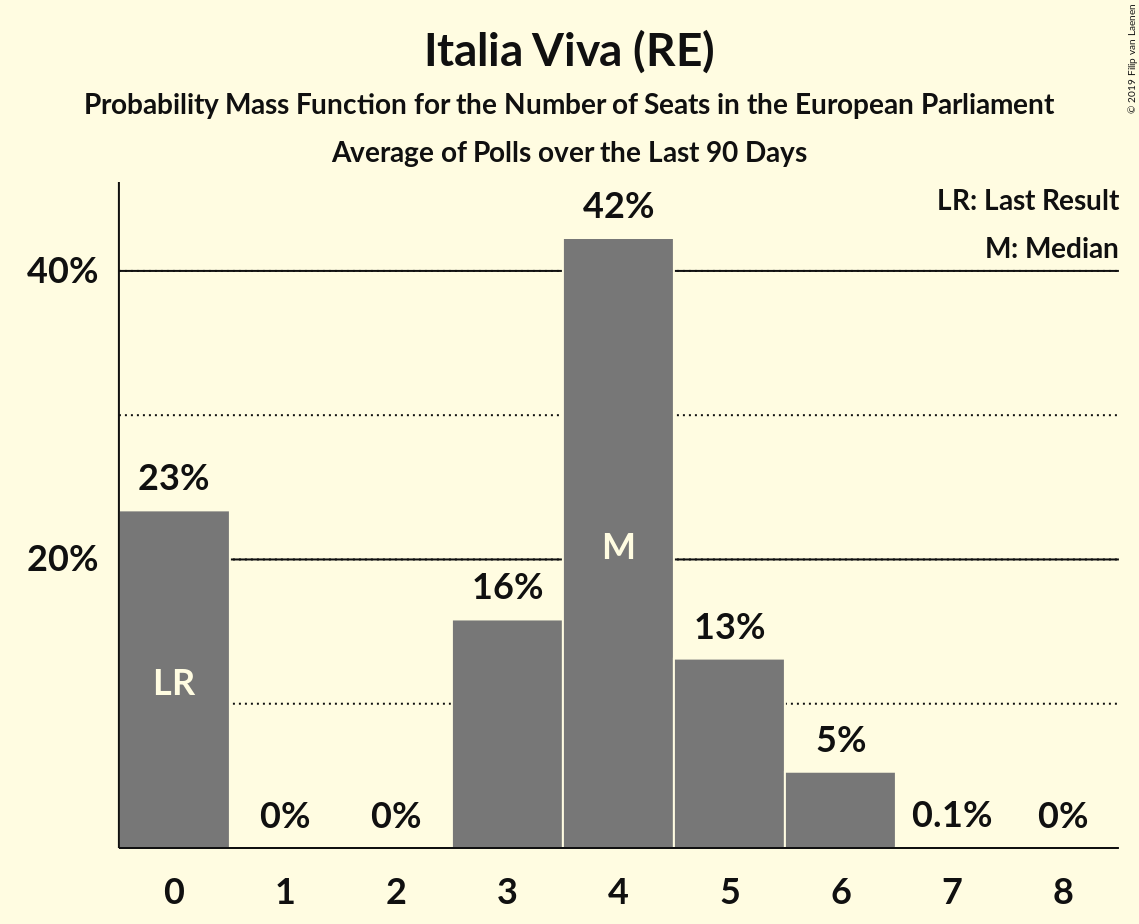 Italia Viva (RE)
Probability Mass Function for the Number of Seats in the European Parliament
Average of Polls over the Last 90 Days
© 2019 Filip van Laenen
LR: Last Result
M: Median
42%
40%
23%
20%
M
16%
13%
LR
5%
0%
0%
0.1%
0%
0
1
2
3
4
5
6
7
8